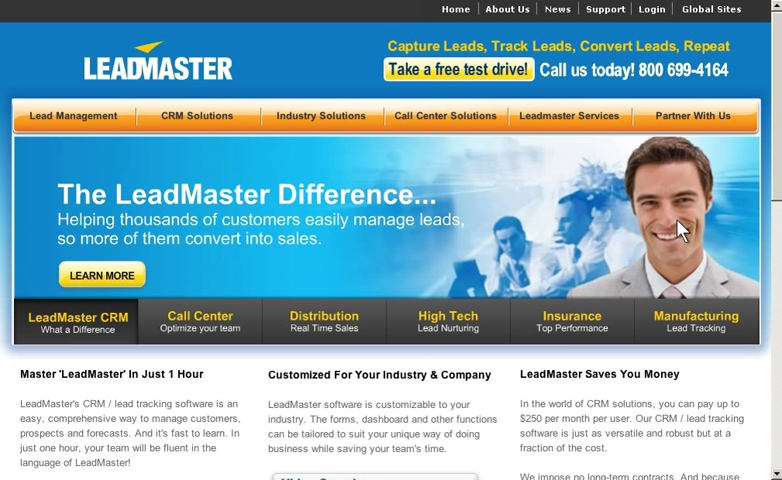 Home | About Us | News | Support | Login | Global Sites
LEADMASTER
Capture Leads, Track Leads, Convert Leads, Repeat
Take a free test drive! Call us today! 800 699-4164
Lead Management CRM Solutions Industry Solutions Call Center Solutions Leadmaster Services Partner With Us
The LeadMaster Difference...
Helping thousands of customers easily manage leads,
so more of them convert into sales.
LEARN MORE
LeadMaster CRM
What a Difference
Call Center
Optimize your team
Distribution
Real Time Sales
High Tech
Lead Nurturing
Insurance
Top Performance
Manufacturing
Lead Tracking
Master 'LeadMaster' In Just 1 Hour
LeadMaster's CRM / lead tracking software is an
easy, comprehensive way to manage customers,
prospects and forecasts. And it's fast to learn. In
just one hour, your team will be fluent in the
language of LeadMaster!
Customized For Your Industry & Company
LeadMaster software is customizable to your
industry. The forms, dashboard and other functions
can be tailored to suit your unique way of doing
business while saving your team's time.
LeadMaster Saves You Money
In the world of CRM solutions, you can pay up to
$250 per month per user. Our CRM / lead tracking
software is just as versatile and robust but at a
fraction of the cost.
We impose no long-term contracts. And because